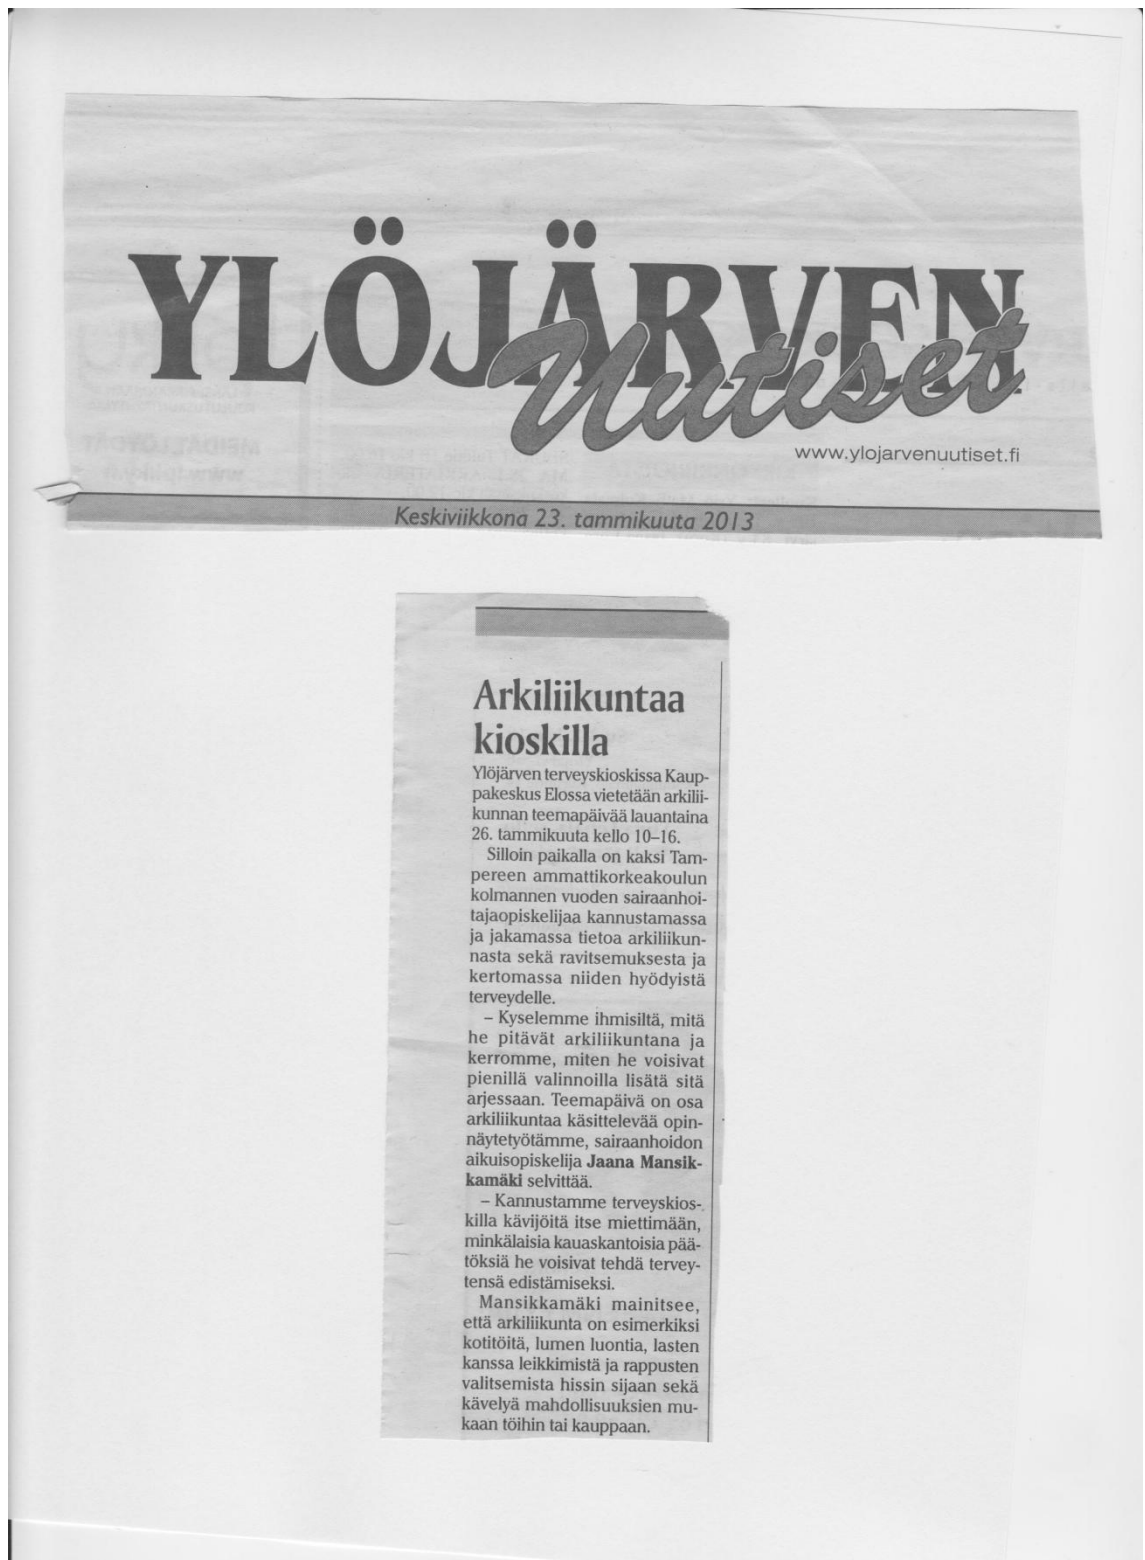 YLÖJÄRVEN
Uutiset
www.ylojarvenuutiset.fi
Keskiviikkona 23. tammikuuta 2013
Arkiliikuntaa
kioskilla
Ylöjärven terveyskioskissa Kaup-
pakeskus Elossa vietetään arkilii-
kunnan teemapäivää lauantaina
26. tammikuuta kello 10–16.
Silloin paikalla on kaksi Tam-
pereen ammattikorkeakoulun
kolmannen vuoden sairaanhoi-
tajaopiskelijaa kannustamassa
ja jakamassa tietoa arkiliikun-
nasta sekä ravitsemuksesta ja
kertomassa niiden hyödyistä
terveydelle.
– Kyselemme ihmisiltä, mitä
he pitävät arkiliikuntana ja
kerromme, miten he voisivat
pienillä valinnoilla lisätä sitä
arjessaan. Teemapäivä on osa
arkiliikuntaa käsittelevää opin-
näytetyötämme, sairaanhoidon
aikuisopiskelija Jaana Mansik-
kamäki selvittää.
– Kannustamme terveyskios-
killa kävijöitä itse miettimään,
minkälaisia kauaskantoisia pää-
töksiä he voisivat tehdä tervey-
tensä edistämiseksi.
Mansikkamäki mainitsee,
että arkiliikunta on esimerkiksi
kotitöitä, lumen luontia, lasten
kanssa leikkimistä ja rappusten
valitsemista hissin sijaan sekä
kävelyä mahdollisuuksien mu-
kaan töihin tai kauppaan.